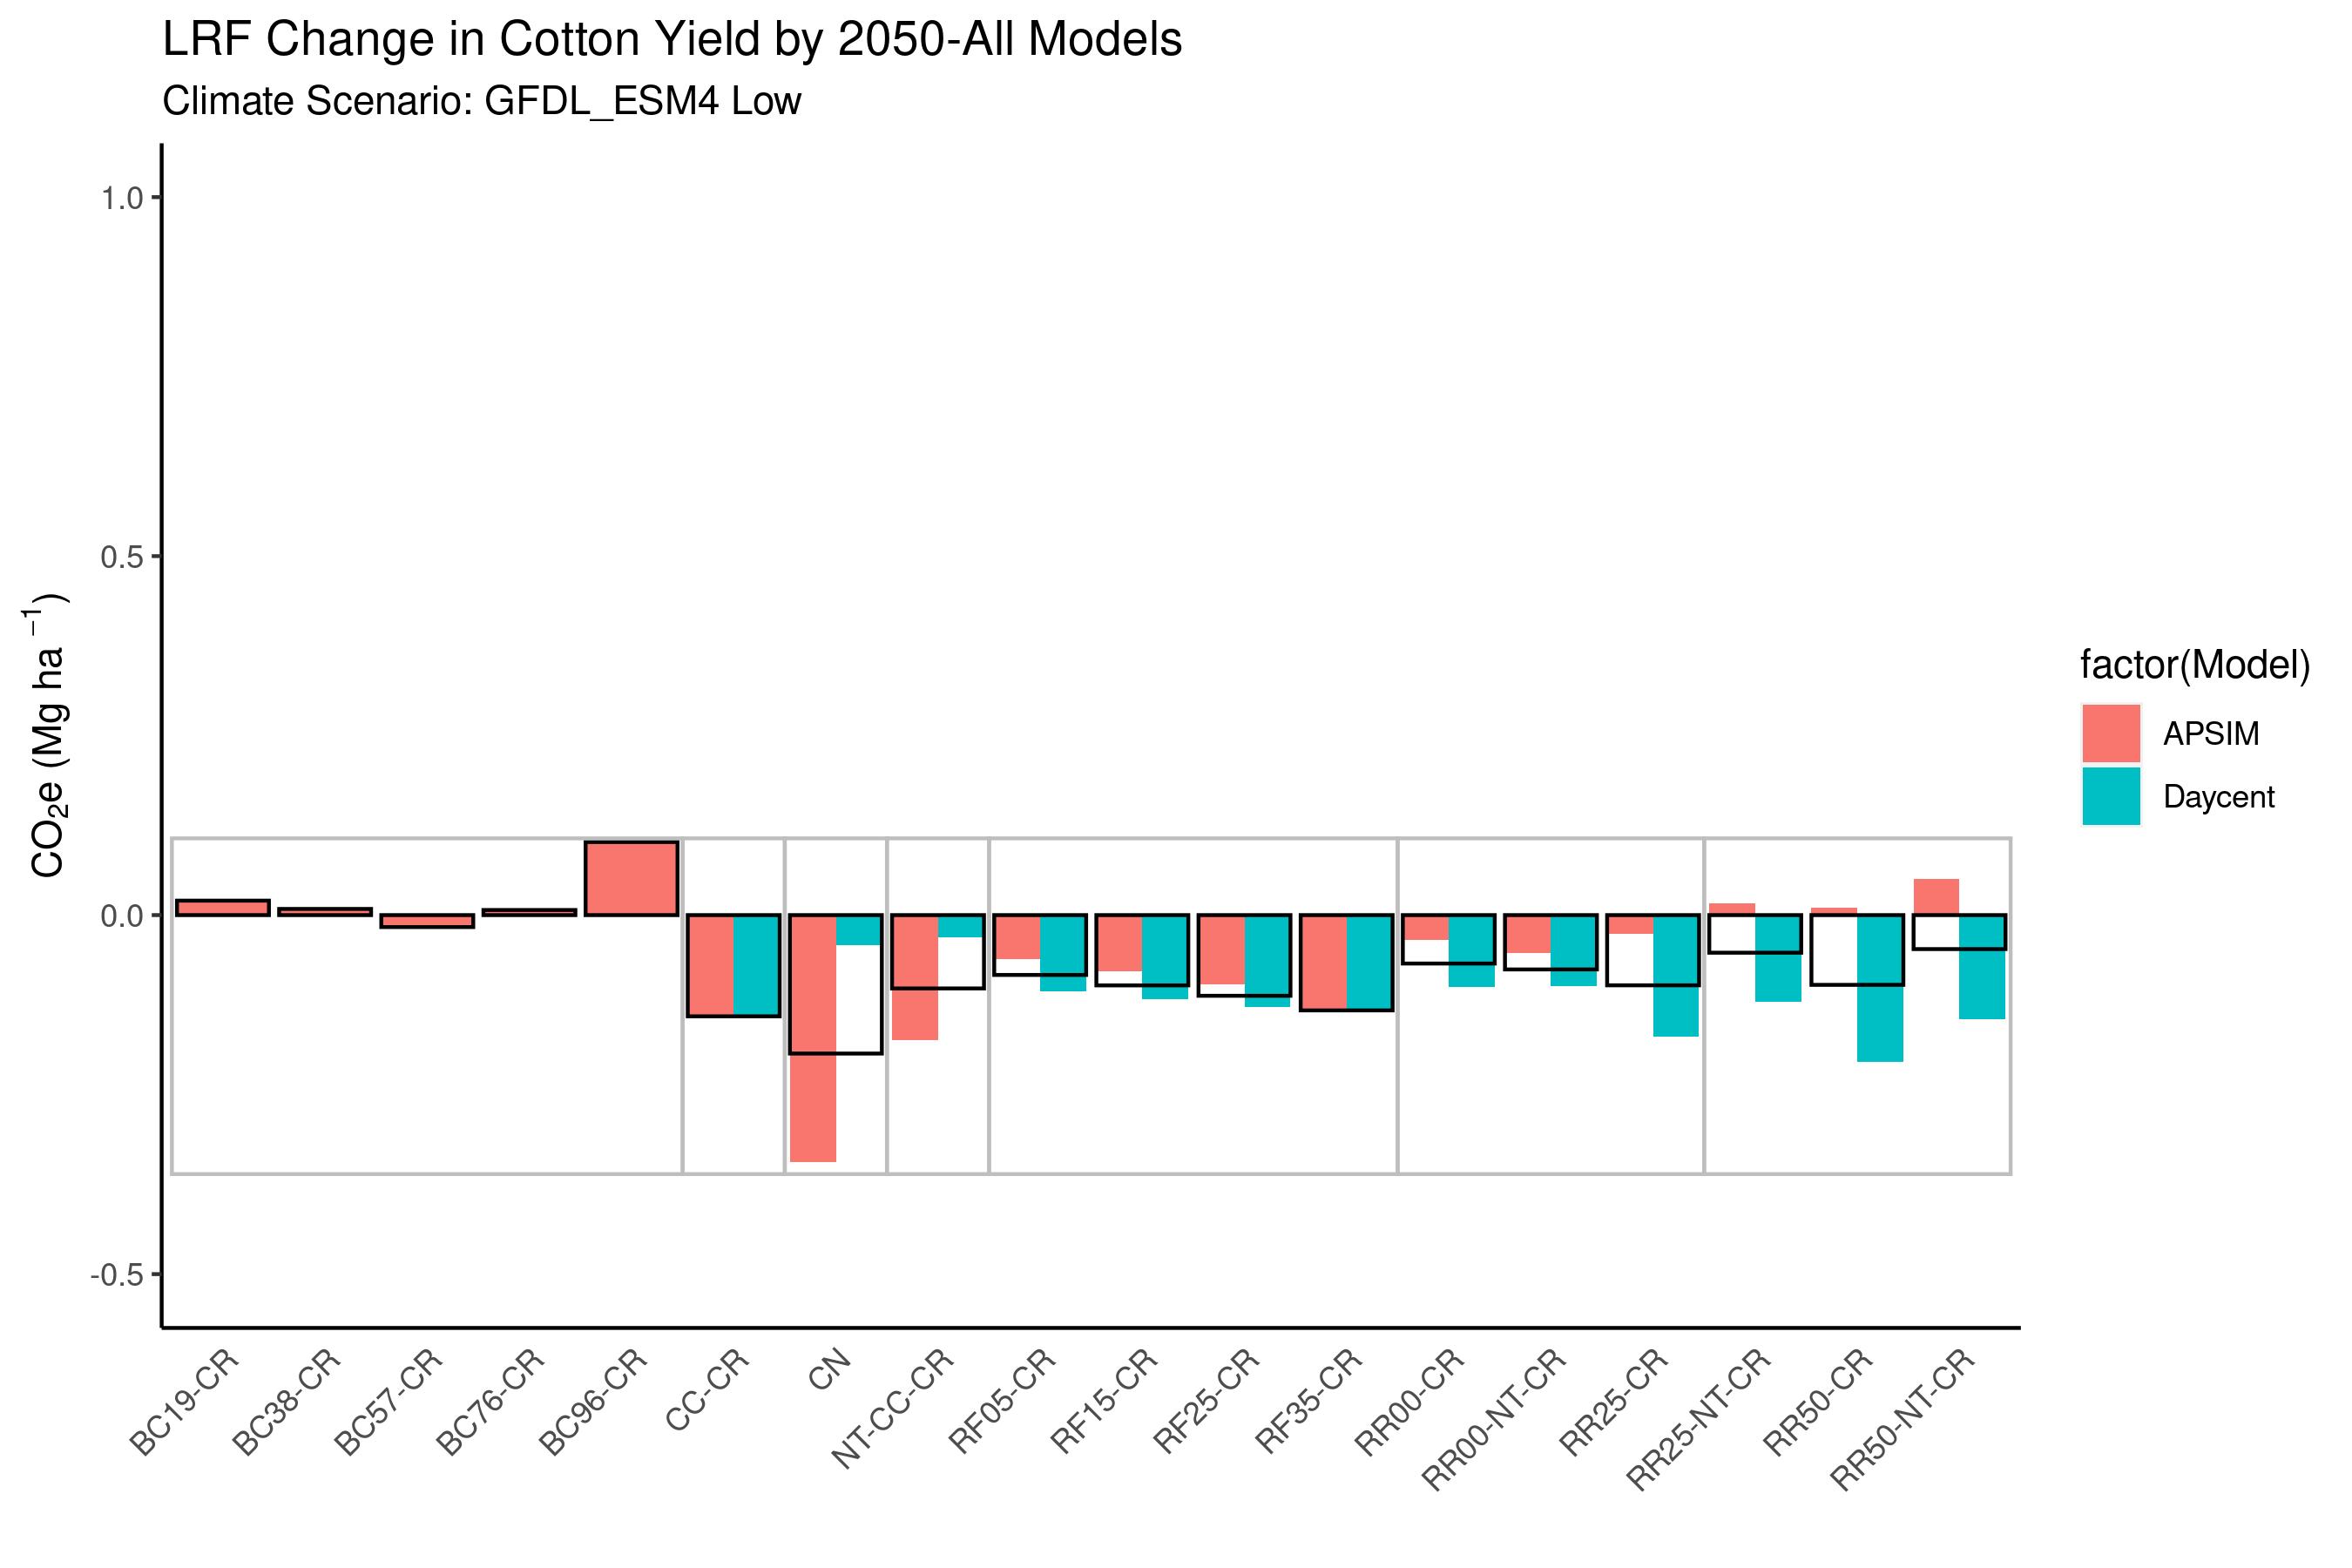 LRF Change in Cotton Yield by 2050-All Models
Climate Scenario: GFDL_ESM4 Low
CO₂e (Mg ha ⁻¹)
1.0
0.5
0.0
-0.5
BC19-CR
BC38-CR
BC57-CR
BC76-CR
BC96-CR
CC-CR
CN
NT-CC-CR
RF05-CR
RF15-CR
RF25-CR
RF35-CR
RR00-CR
RR00-NT-CR
RR25-CR
RR25-NT-CR
RR50-CR
RR50-NT-CR
factor(Model)
APSIM
Daycent